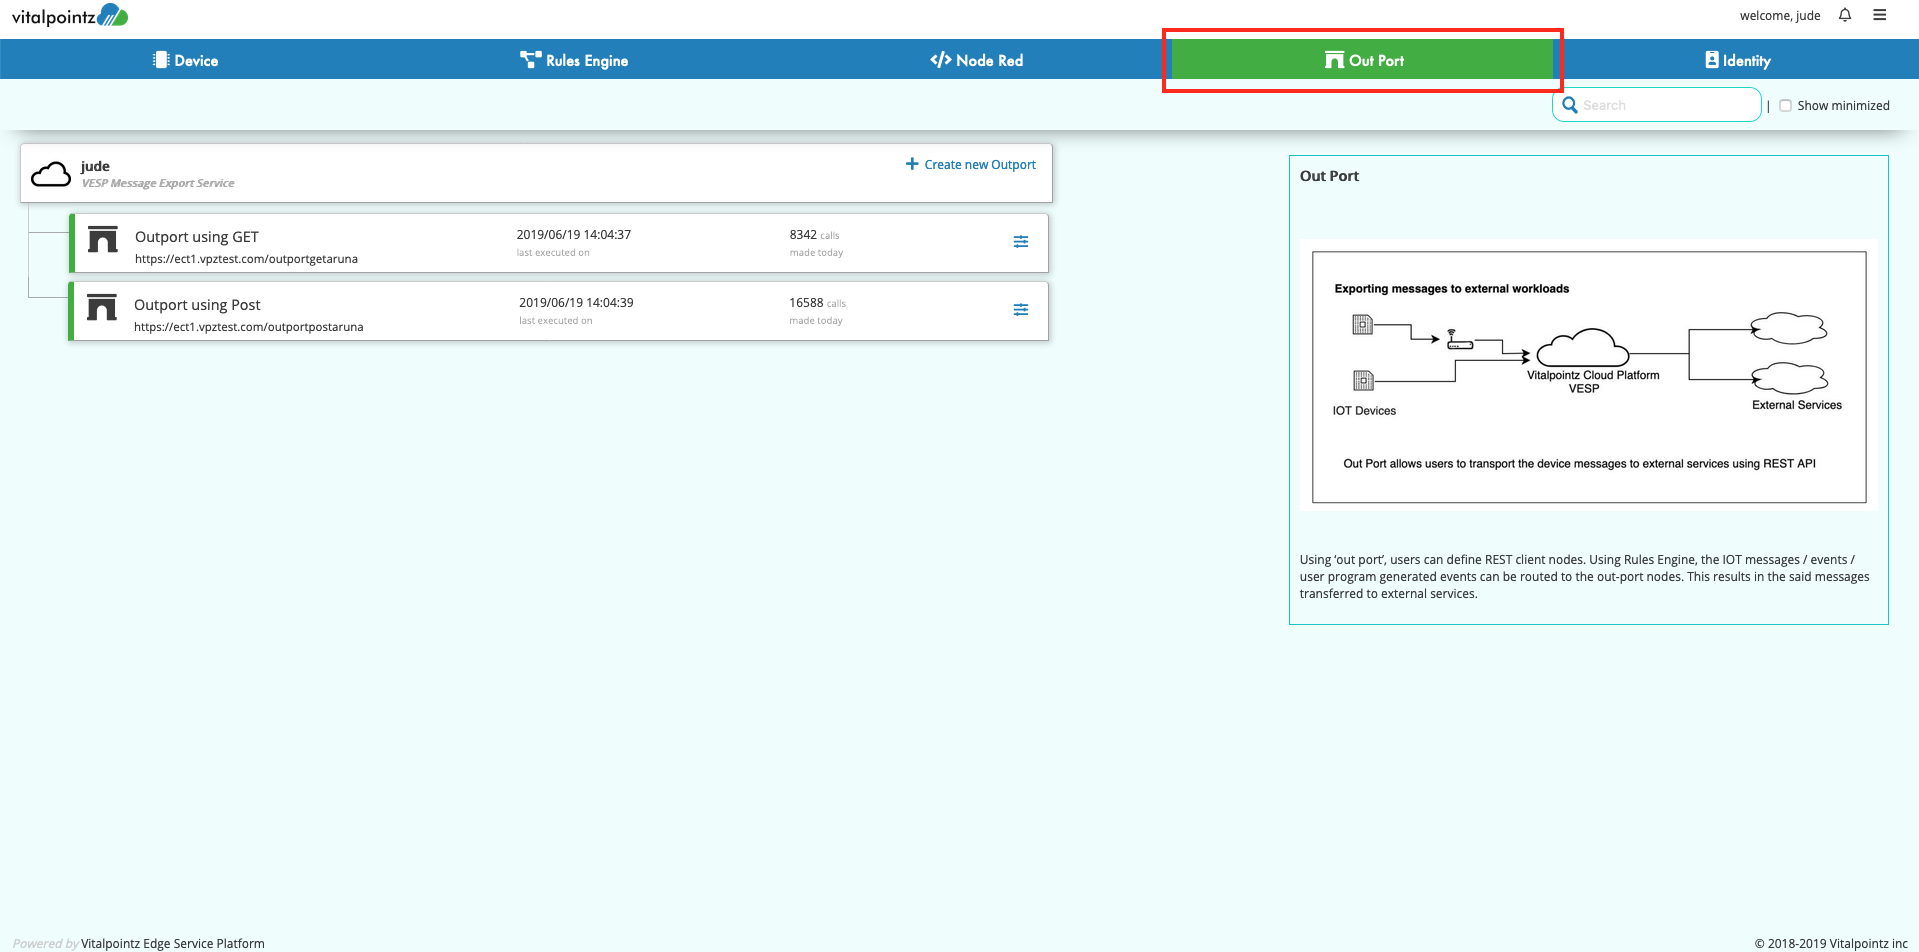 vitalpointz
welcome, jude
Device
Rules Engine
Node Red
Out Port
Identity
Search
| Show minimized
jude
VESP Message Export Service
Create new Outport
Outport using GET
https://ect1.vpztest.com/outportgetaruna
2019/06/19 14:04:37
last executed on
8342 calls
made today
Outport using Post
https://ect1.vpztest.com/outportpostaruna
2019/06/19 14:04:39
last executed on
16588 calls
made today
Out Port
Exporting messages to external workloads
Vitalpointz Cloud Platform
VESP
IOT Devices
External Services
Out Port allows users to transport the device messages to external services using REST API
Using ‘out port’, users can define REST client nodes. Using Rules Engine, the IOT messages / events /
user program generated events can be routed to the out-port nodes. This results in the said messages
transferred to external services.
Powered by Vitalpointz Edge Service Platform
© 2018-2019 Vitalpointz inc